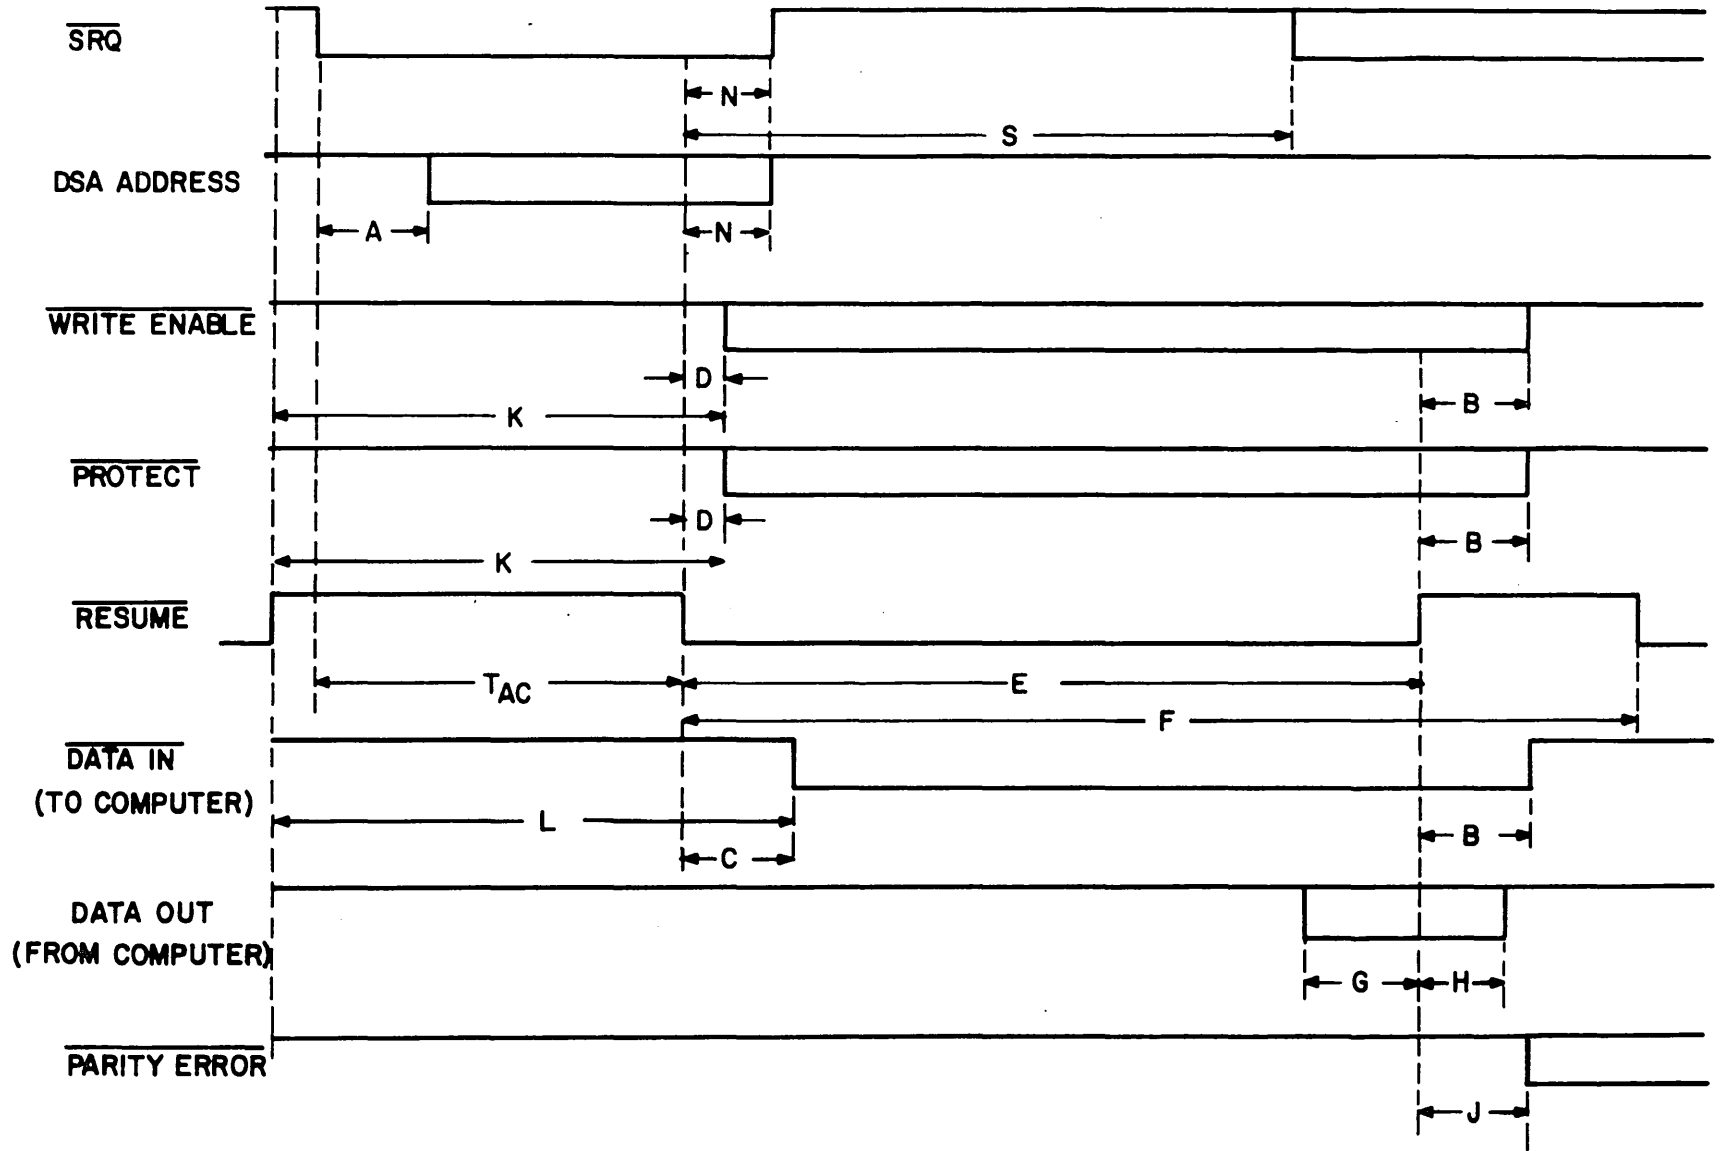 SRQ
N
S
DSA ADDRESS
A
N
WRITE ENABLE
D
K
B
PROTECT
D
B
K
RESUME
TAC
E
F
DATA IN
(TO COMPUTER)
L
B
C
DATA OUT
(FROM COMPUTER)
G
H
PARITY ERROR
J